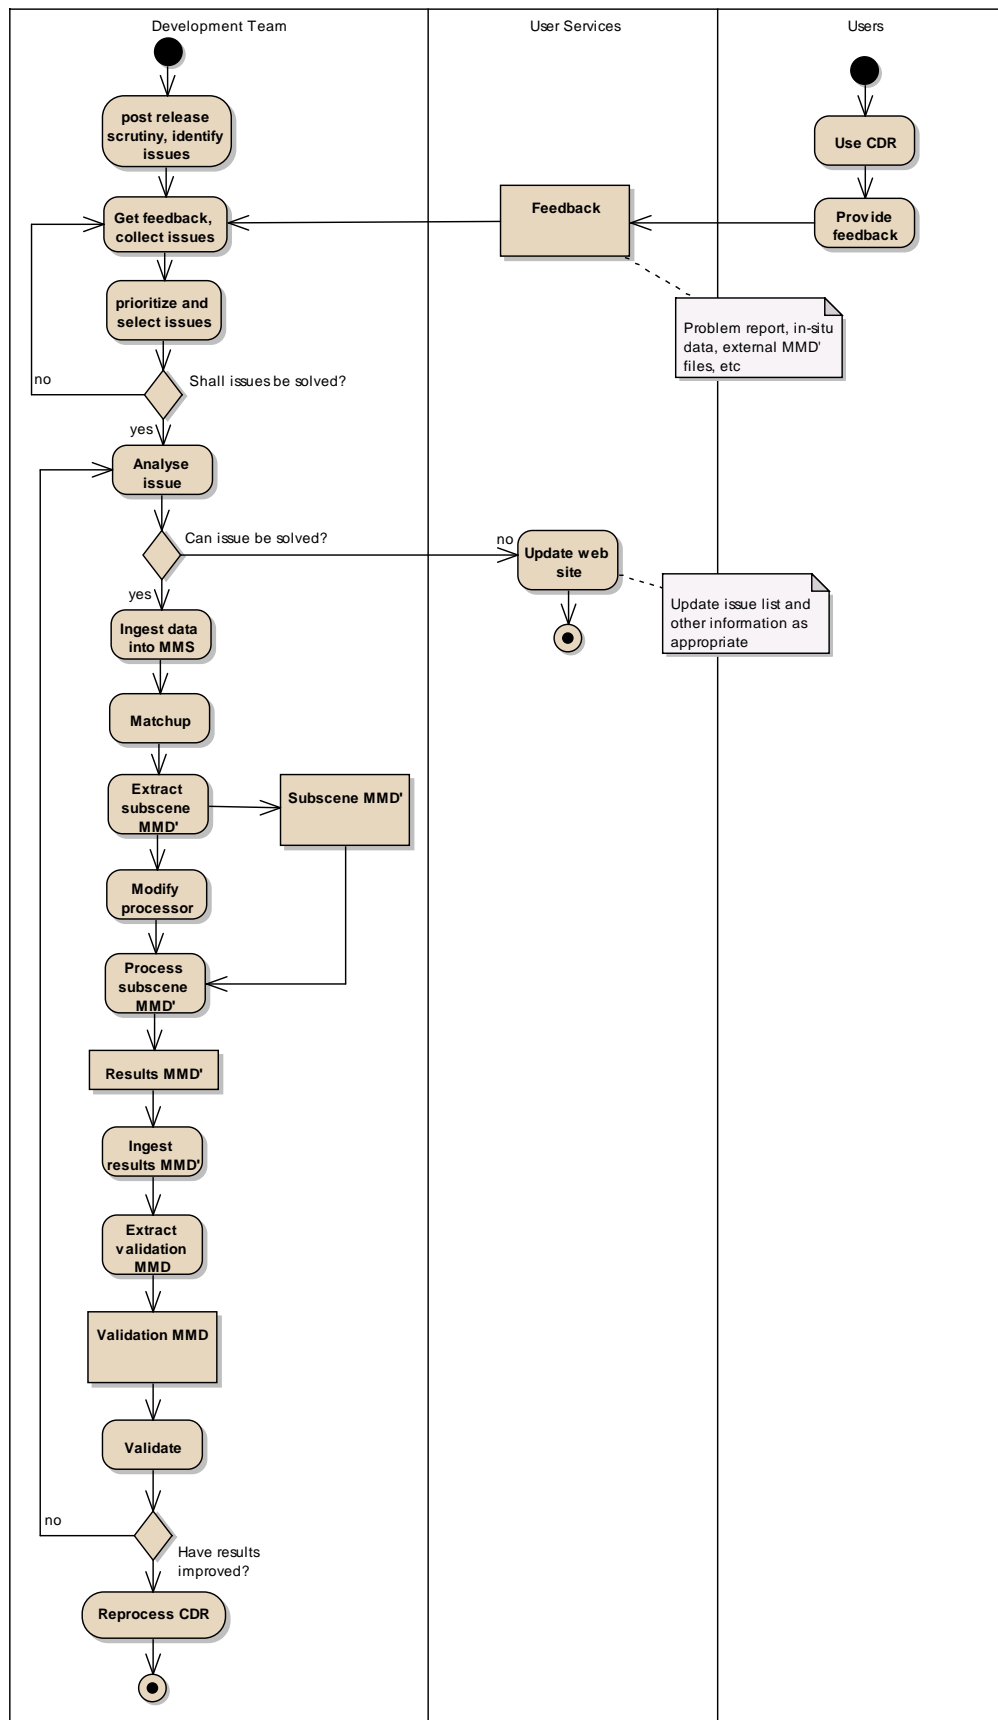 Development Team
User Services
Users
post release
scrutiny, identify
issues
Use CDR
Get feedback,
collect issues
Feedback
Provide
feedback
prioritize and
select issues
Problem report, in-situ
data, external MMD'
files, etc
no
Shall issues be solved?
yes
Analyse
issue
Can issue be solved?
no
Update web
site
yes
Update issue list and
other information as
appropriate
Ingest data
into MMS
Matchup
Extract
subscene
MMD'
Subscene MMD'
Modify
processor
Process
subscene
MMD'
Results MMD'
Ingest
results MMD'
Extract
validation
MMD
Validation MMD
Validate
no
Have results
improved?
Reprocess CDR